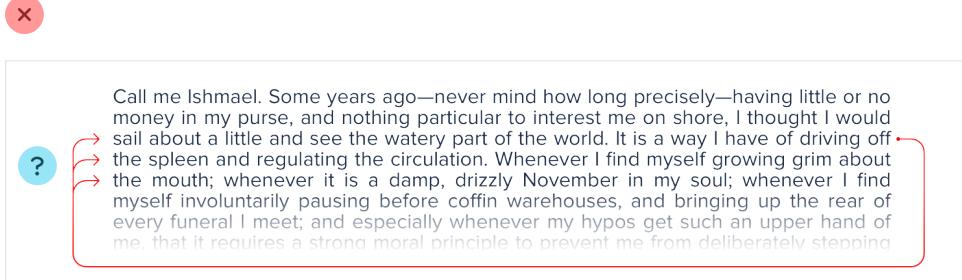 Call me Ishmael. Some years ago—never mind how long precisely—having little or no
money in my purse, and nothing particular to interest me on shore, I thought I would
sail about a little and see the watery part of the world. It is a way I have of driving off
?
the spleen and regulating the circulation. Whenever I find myself growing grim about
the mouth; whenever it is a damp, drizzly November in my soul; whenever I find
myself involuntarily pausing before coffin warehouses, and bringing up the rear of
every funeral I meet; and especially whenever my hypos get such an upper hand of
me, that it requires a strong moral principle to prevent me from deliberately stepping